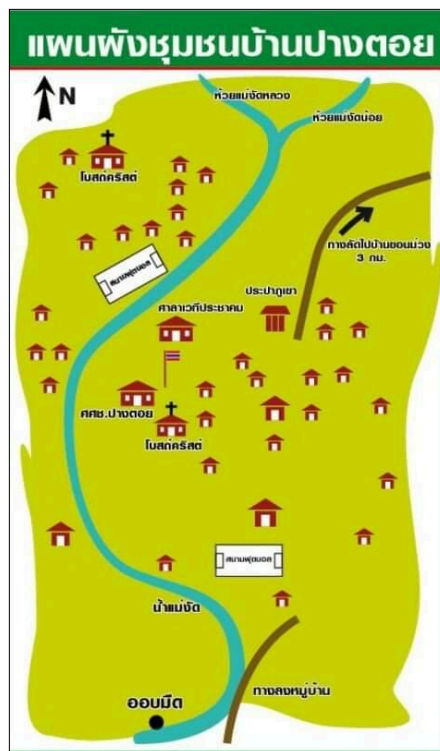 แผนผังชุมชนบ้านปางตอย
N
ห้วยแม่งัดหลวง
ห้วยแม่งัดน้อย
โบสถ์คริสต์
ทางลัดไปบ้านขอนม่วง
3 กม.
สนามฟุตบอล
ประปาภูเขา
ศาลาเวทีประชาคม
ศศช.ปางตอย
โบสถ์คริสต์
สนามฟุตบอล
น้ำแม่งัด
ทางลงหมู่บ้าน
ออบมืด